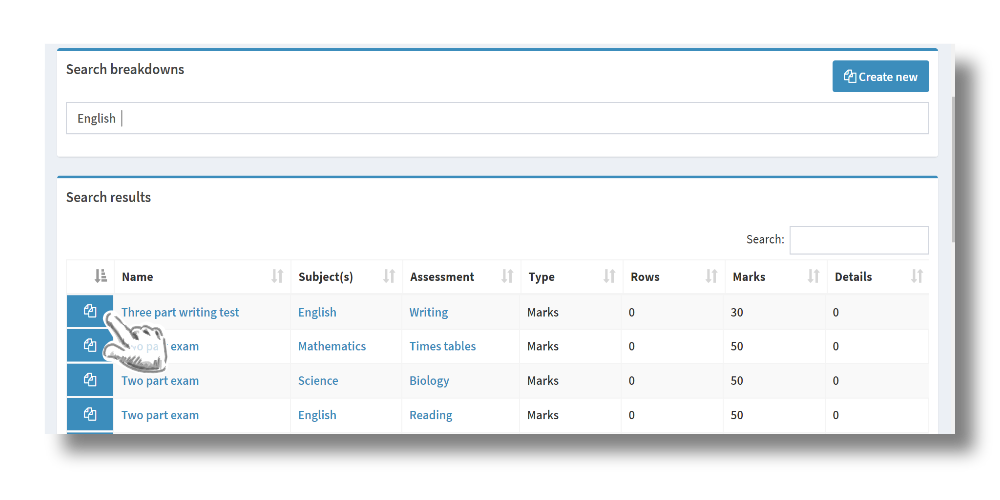 Search breakdowns
Create new
English
Search results
Search:
Name Subject(s) Assessment Type Rows Marks Details
Three part writing test English Writing Marks 0 30 0
exam Mathematics Times tables Marks 0 50 0
Two part exam Science Biology Marks 0 50 0
Two part exam English Reading Marks 0 50 0